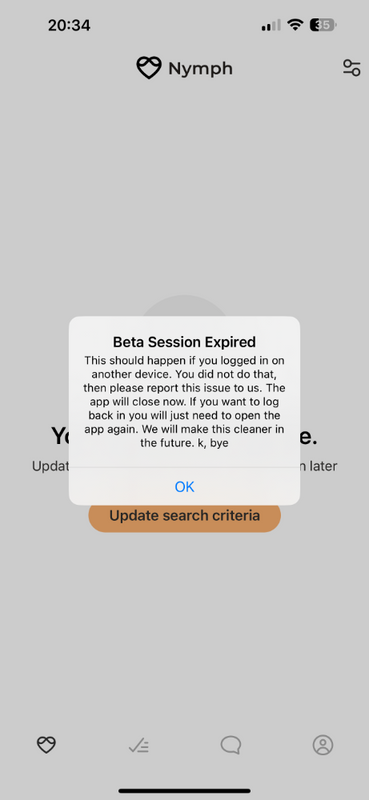 20:34
35
Nymph
Beta Session Expired
This should happen if you logged in on
another device. You did not do that,
then please report this issue to us. The
app will close now. If you want to log
back in you will just need to open the
app again. We will make this cleaner in
the future. k, bye
e.
Updat
n later
OK
Update search criteria